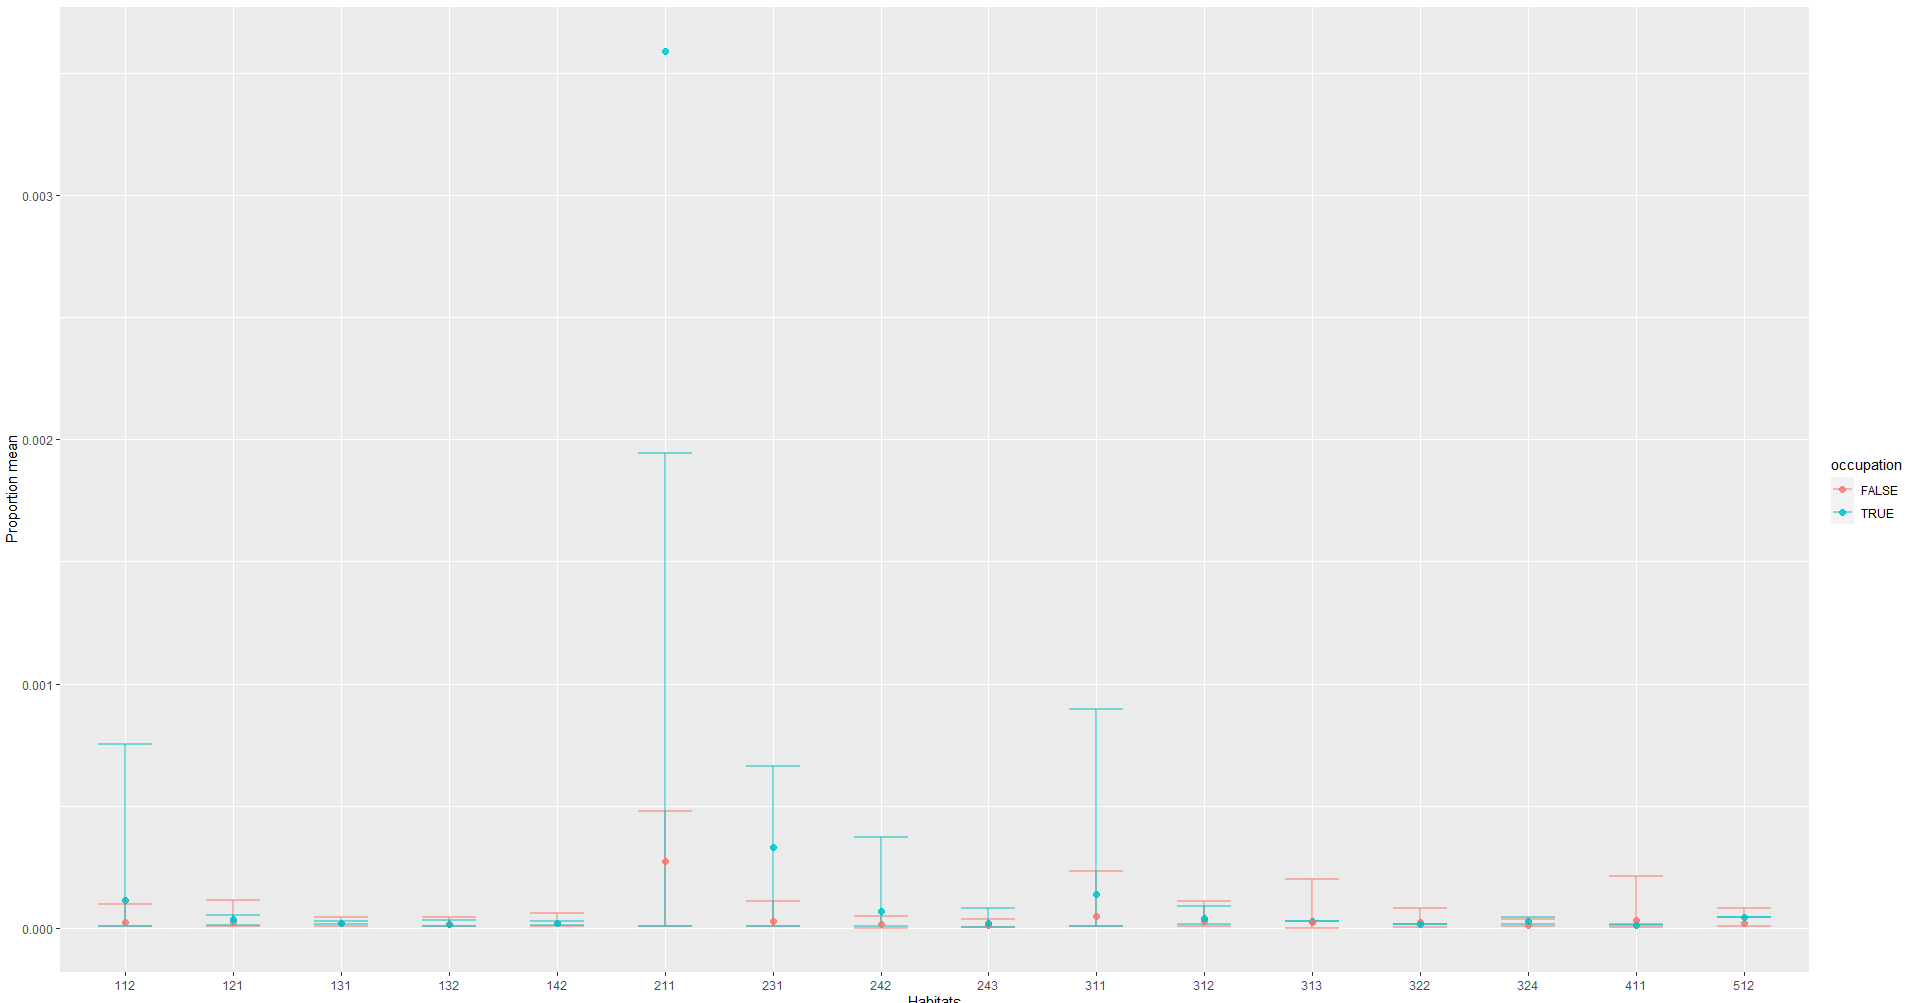 Proportion mean
0.003
0.002
0.001
0.000
112 121 131 132 142 211 231 242 243 311 312 313 322 324 411 512
Habitats
occupation
FALSE
TRUE